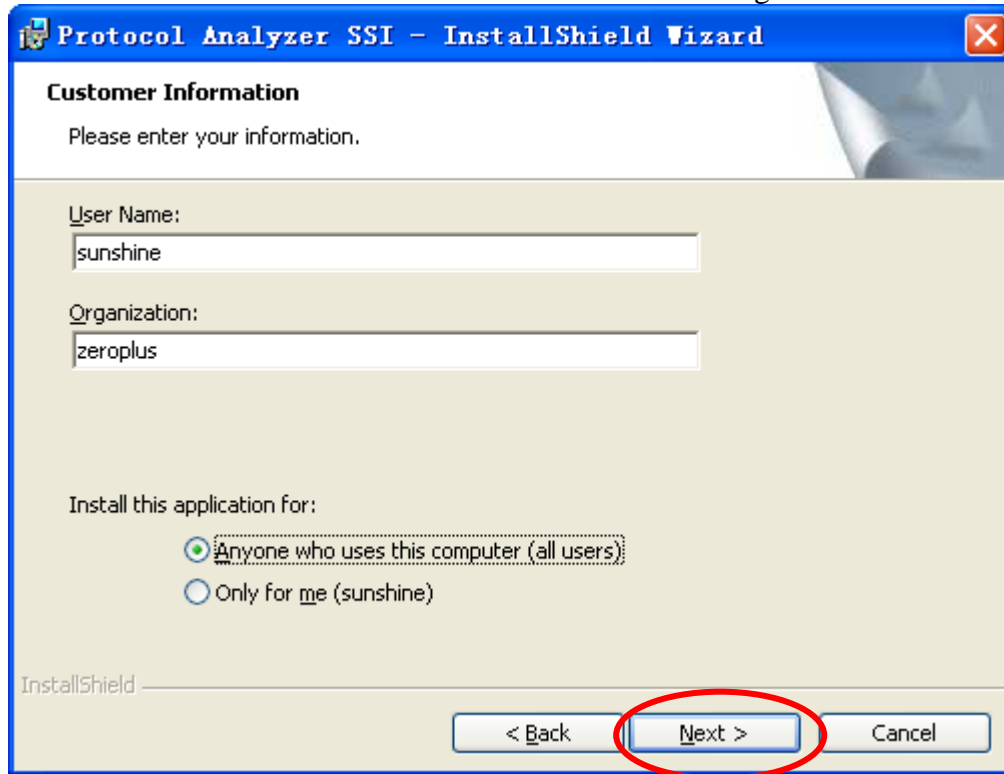 Protocol Analyzer SSI - InstallShield Wizard
Customer Information
Please enter your information.
User Name:
sunshine
Organization:
zeroplus
Install this application for:
Anyone who uses this computer (all users)
Only for me (sunshine)
InstallShield
< Back Next > Cancel